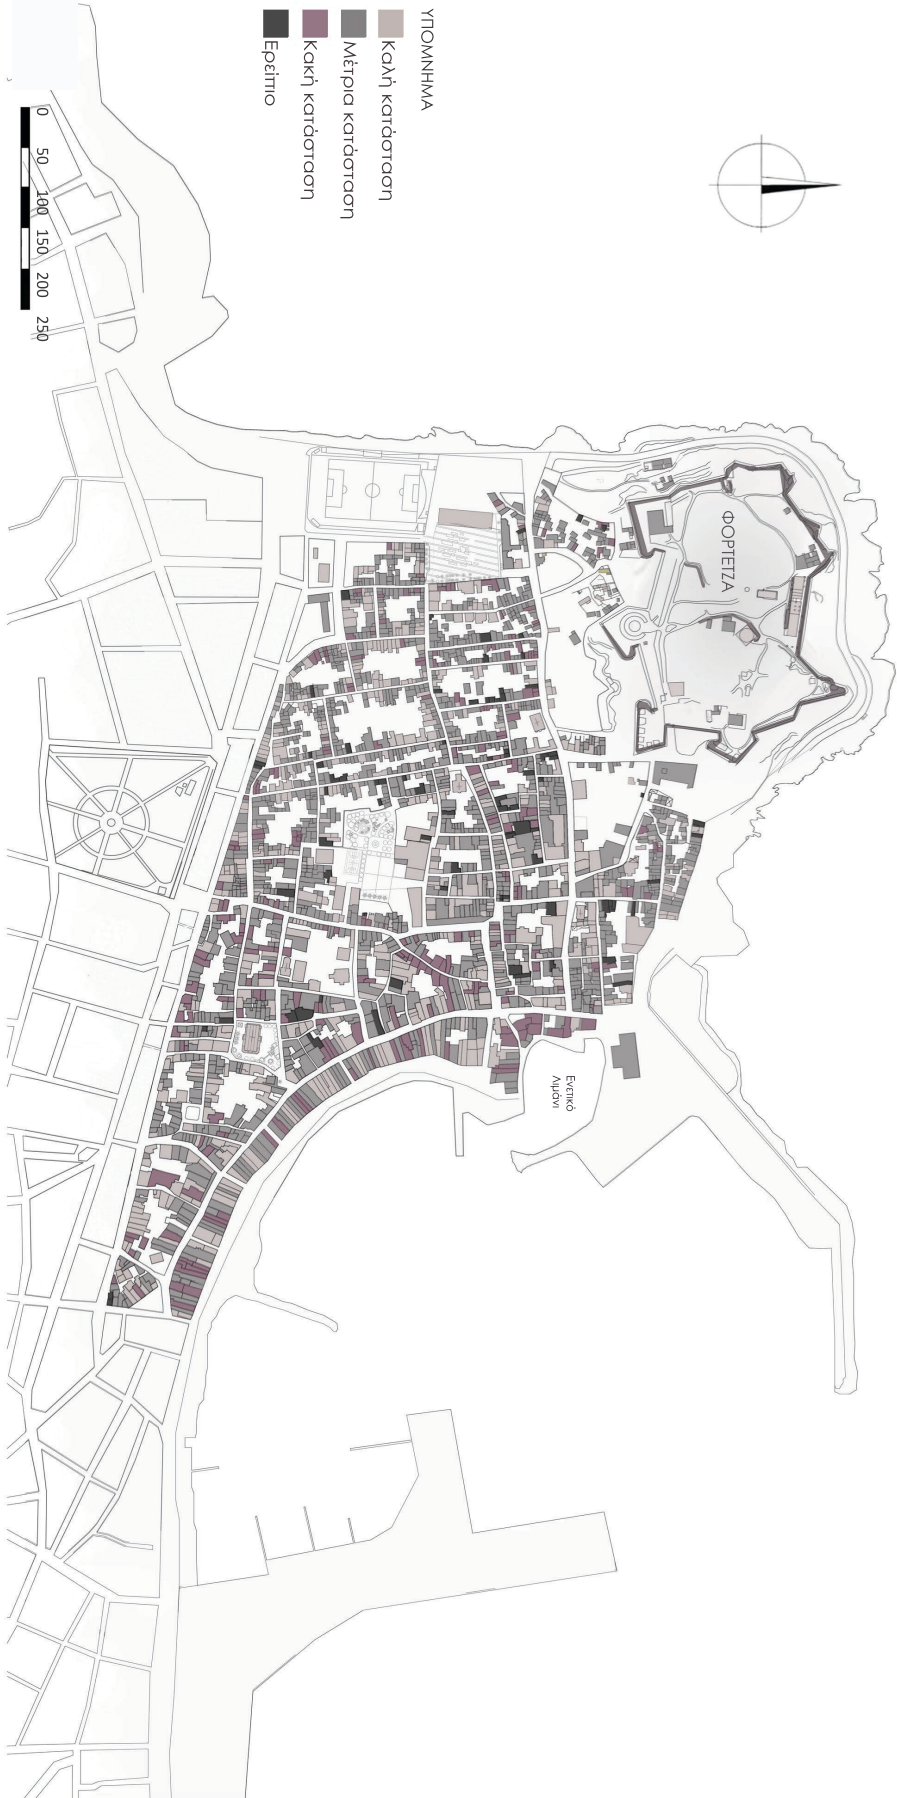 ΥΠΟΜΝΗΜΑ
Καλή κατάσταση
Μέτρια κατάσταση
Κακή κατάσταση
Ερείπιο
ΦΟΡΤΕΤΖΑ
Ενετικό
Λιμάνι
0 50 100 150 200 250